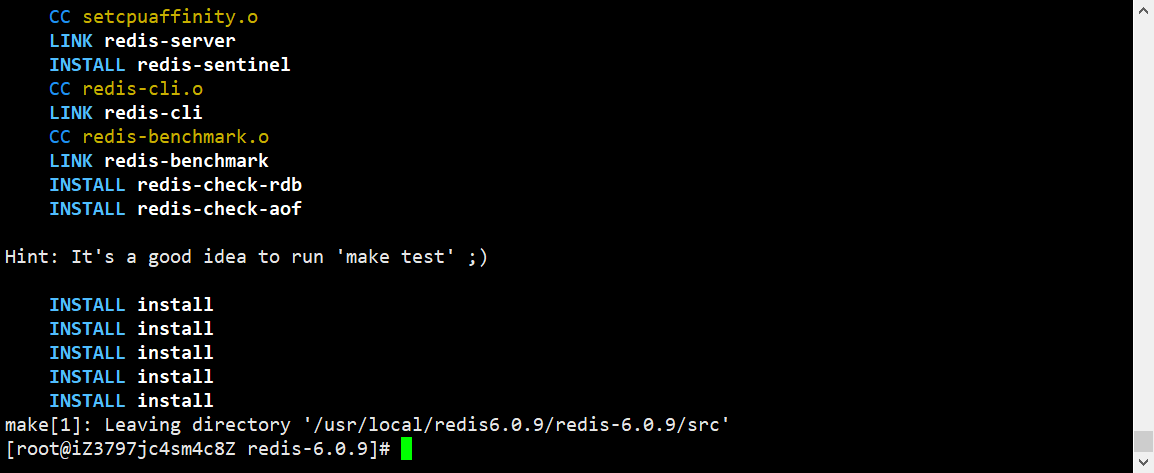 CC setcpuaffinity.o
LINK redis-server
INSTALL redis-sentinel
CC redis-cli.o
LINK redis-cli
CC redis-benchmark.o
LINK redis-benchmark
INSTALL redis-check-rdb
INSTALL redis-check-aof
Hint: It's a good idea to run 'make test' ;)
INSTALL install
INSTALL install
INSTALL install
INSTALL install
INSTALL install
make[1]: Leaving directory '/usr/local/redis6.0.9/redis-6.0.9/src'
[root@iZ3797jc4sm4c8Z redis-6.0.9]#